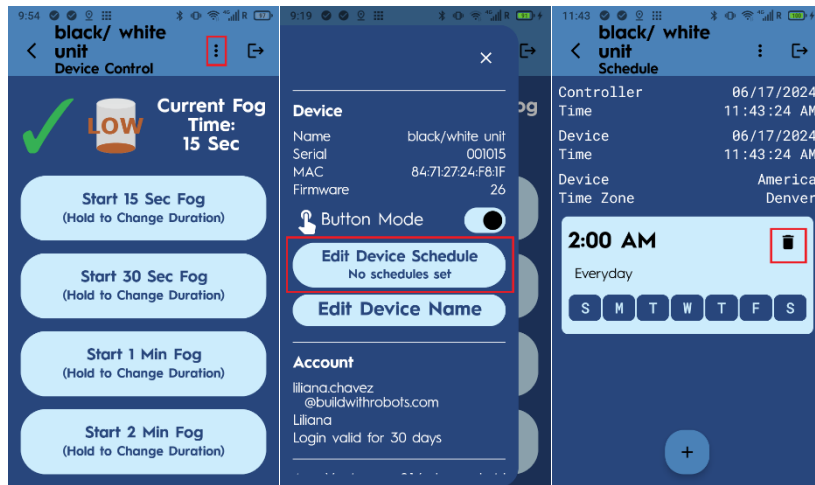 9:54
R 97
black/ white
unit
Device Control
LOW
Current Fog
Time:
15 Sec
Start 15 Sec Fog
(Hold to Change Duration)
Start 30 Sec Fog
(Hold to Change Duration)
Start 1 Min Fog
(Hold to Change Duration)
Start 2 Min Fog
(Hold to Change Duration)
9:19
R
Device
Name black/white unit
Serial 001015
MAC 84:71:27:24:F8:1F
Firmware 26
Button Mode
Edit Device Schedule
No schedules set
Edit Device Name
Account
liliana.chavez
@buildwithrobots.com
Liliana
Login valid for 30 days
og
11:43
R 100
black/ white
unit
Schedule
Controller 06/17/2024
Time 11:43:24 AM
Device 06/17/2024
Time 11:43:24 AM
Device America
Time Zone Denver
2:00 AM
Everyday
S M T W T F S
+